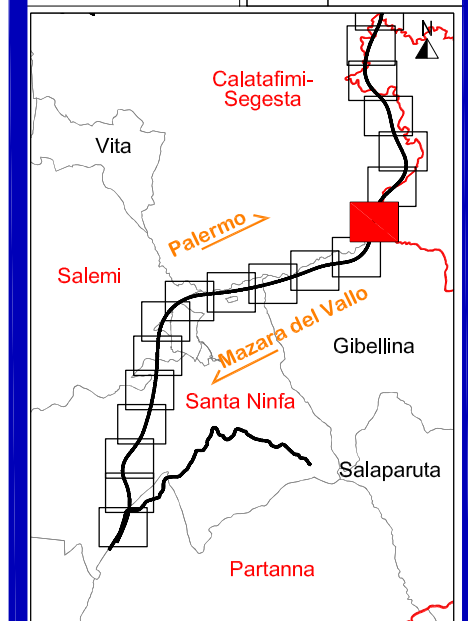 N
Calatafimi-
Segesta
Vita
Palermo
Salemi
Mazara del Vallo
Gibellina
Santa Ninfa
Salaparuta
Partanna